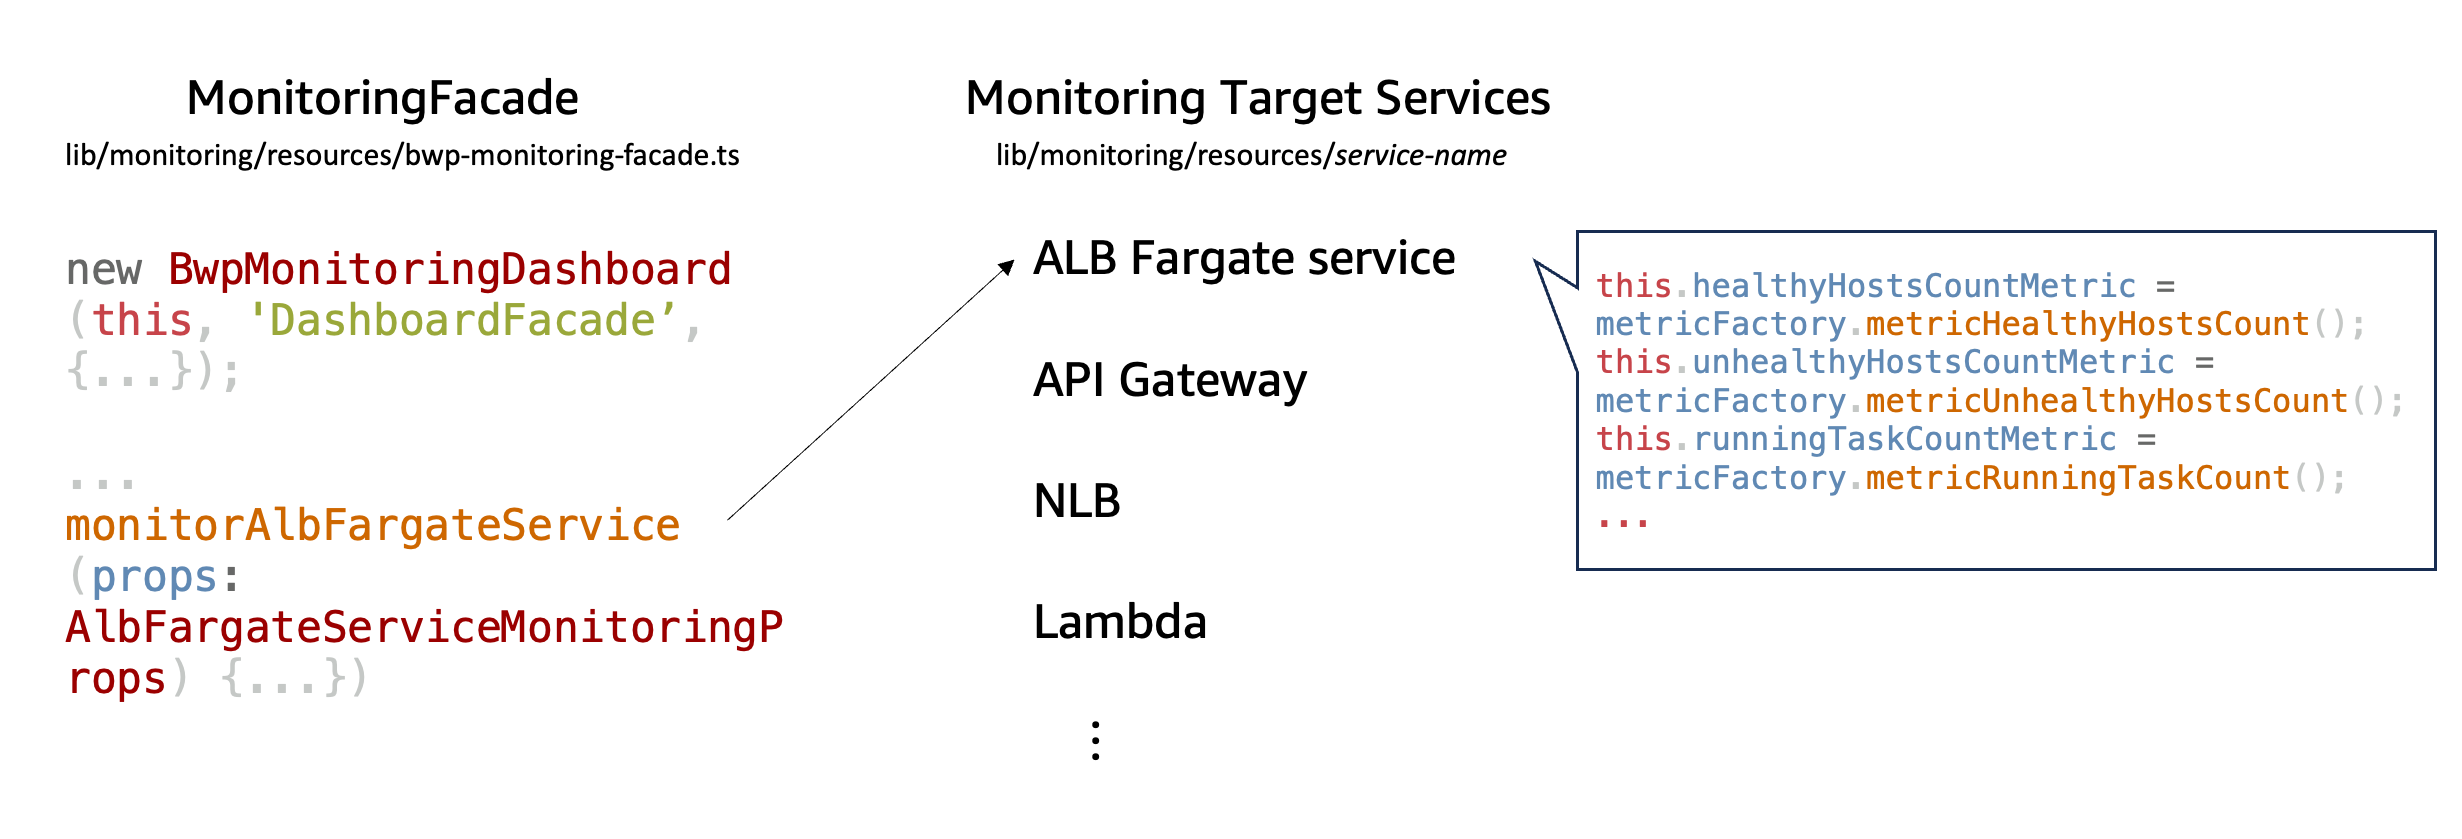 MonitoringFacade
lib/monitoring/resources/bwp-monitoring-facade.ts
new BwpMonitoringDashboard
(this, 'DashboardFacade’,
{...});
...
monitorAlbFargateService
(props:
AlbFargateServiceMonitoringP
rops) {...})
Monitoring Target Services
lib/monitoring/resources/service-name
ALB Fargate service
API Gateway
NLB
Lambda
⋮
this.healthyHostsCountMetric =
metricFactory.metricHealthyHostsCount();
this.unhealthyHostsCountMetric =
metricFactory.metricUnhealthyHostsCount();
this.runningTaskCountMetric =
metricFactory.metricRunningTaskCount();
...